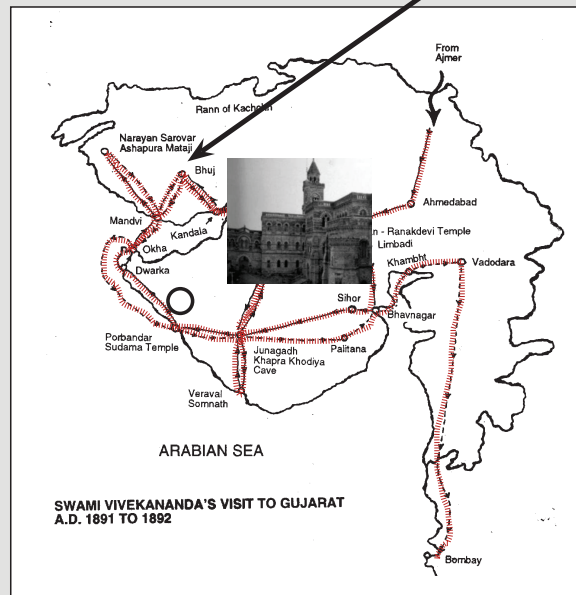 From
Ajmer
Rann of Kachchh
Narayan Sarovar
Ashapura Mataji
Bhuj
Ahmedabad
Mandvi
Kandala
n - Ranakdevi Temple
Limbadi
Okha
Khambht
Vadodara
Dwarka
Sihor
Bhavnagar
Porbandar
Sudama Temple
Junagadh
Khapra Khodiya
Cave
Palitana
Veraval
Somnath
ARABIAN SEA
SWAMI VIVEKANANDA'S VISIT TO GUJARAT
A.D. 1891 TO 1892
Bombay